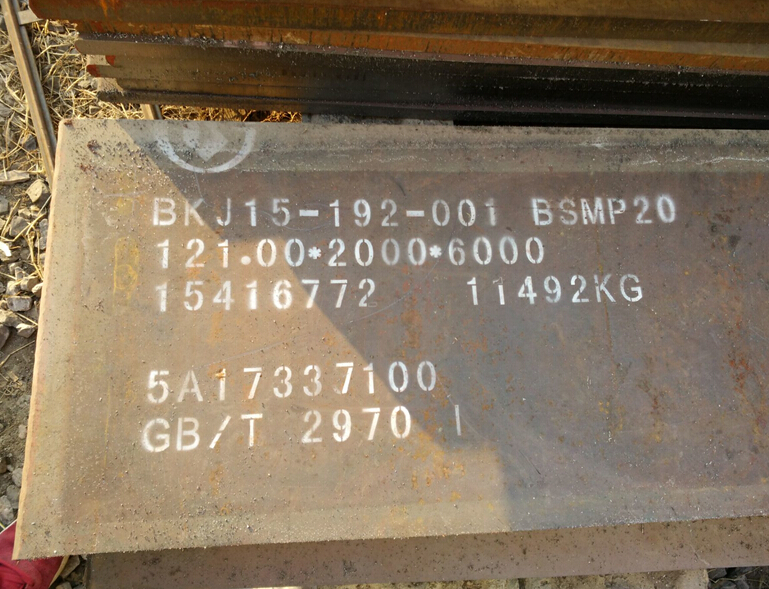 BKJ15-192-001 BSMP20
121.00*2000*6000
15416772 11492KG
5A17337100
GB/T 2970 I